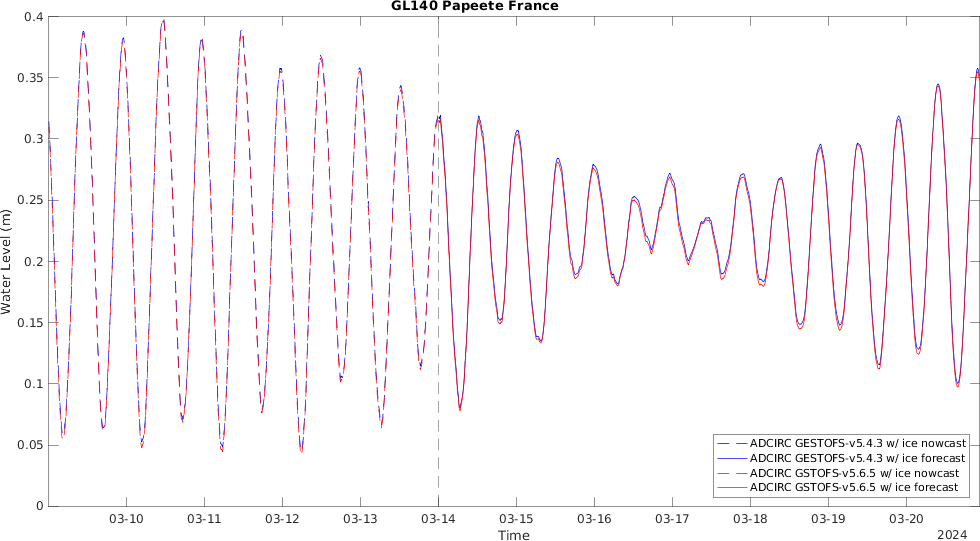 GL140 Papeete France
0.4
0.35
0.3
0.25
0.2
0.15
0.1
0.05
0
Water Level (m)
03-10 03-11 03-12 03-13 03-14 03-15 03-16 03-17 03-18 03-19 03-20
Time
2024
ADCIRC GESTOFS-v5.4.3 w/ ice nowcast
ADCIRC GESTOFS-v5.4.3 w/ ice forecast
ADCIRC GSTOFS-v5.6.5 w/ ice nowcast
ADCIRC GSTOFS-v5.6.5 w/ ice forecast